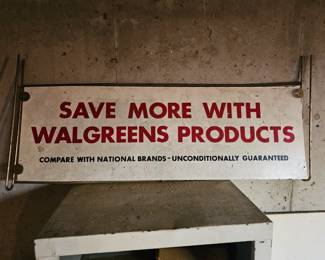 SAVE MORE WITH
WALGREENS PRODUCTS
COMPARE WITH NATIONAL BRANDS - UNCONDITIONALLY GUARANTEED